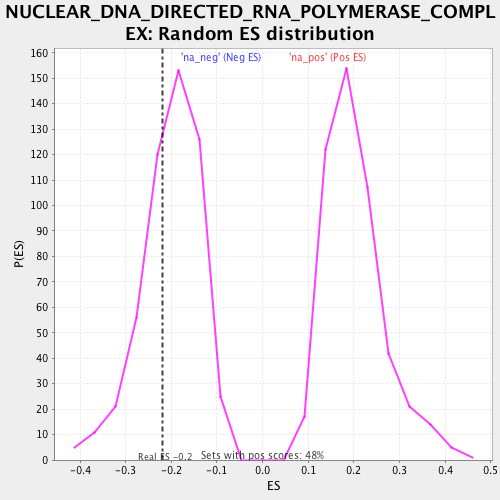 NUCLEAR_DNA_DIRECTED_RNA_POLYMERASE_COMPL
EX: Random ES distribution
'na_neg' (Neg ES) 'na_pos' (Pos ES)
160
150
140
130
120
110
100
90
80
70
60
50
40
30
20
10
0
P(ES)
Real ES -0.2 Sets with pos scores: 48%
-0.4 -0.3 -0.2 -0.1 0.0 0.1 0.2 0.3 0.4 0.5
ES